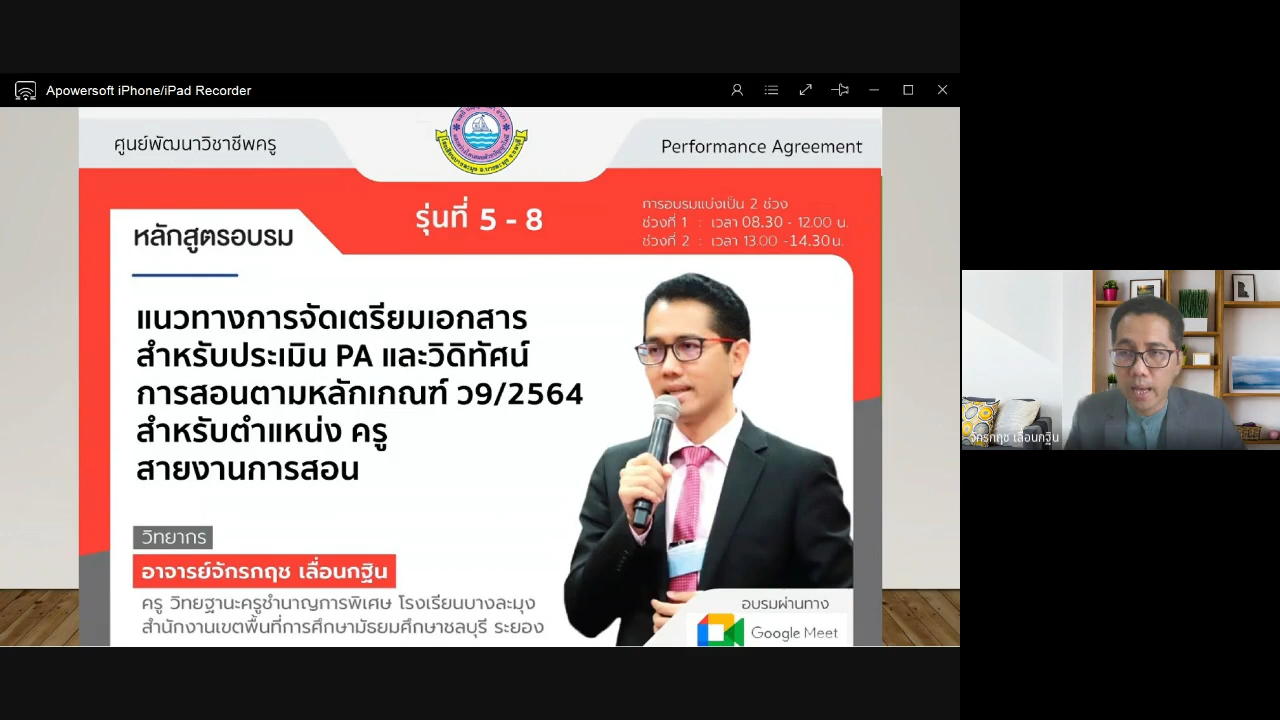 Apowersoft iPhone/iPad Recorder
ศูนย์พัฒนาวิชาชีพครู
Performance Agreement
รุ่นที่ 5 - 8
การอบรมแบ่งเป็น 2 ช่วง
ช่วงที่ 1 : เวลา 08.30 - 12.00 น.
ช่วงที่ 2 : เวลา 13.00 -14.30 น.
หลักสูตรอบรม
แนวทางการจัดเตรียมเอกสาร
สำหรับประเมิน PA และวิดิทัศน์
การสอนตามหลักเกณฑ์ ว9/2564
สำหรับตำแหน่ง ครู
สายงานการสอน
วิทยากร
อาจารย์จักรกฤช เลื่อนกฐิน
ครู วิทยฐานะครูชำนาญการพิเศษ โรงเรียนบางละมุง
สำนักงานเขตพื้นที่การศึกษามัธยมศึกษาชลบุรี ระยอง
อบรมผ่านทาง
Google Meet
จักรกฤช เลื่อนกฐิน